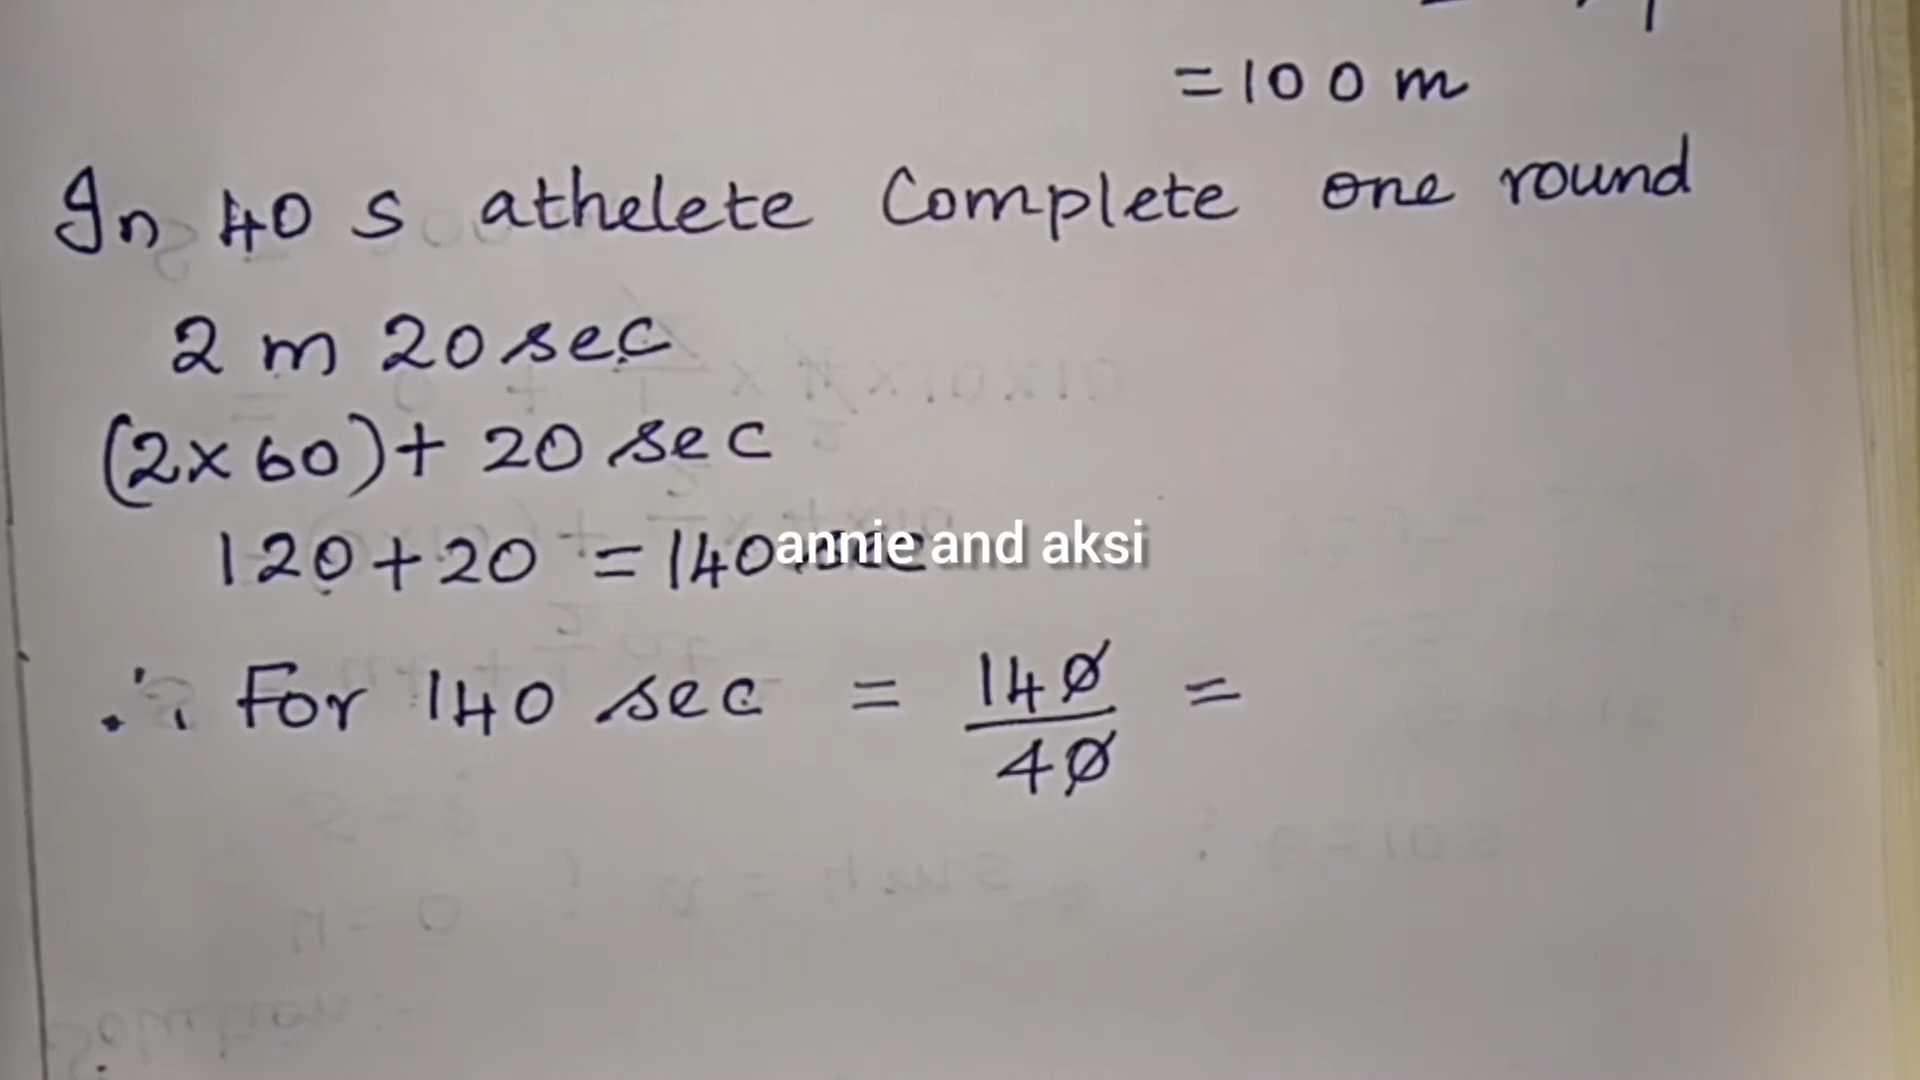 = 100 m
In 40 s athelete Complete one round
2 m 20 sec
(2 x 60) + 20 sec
120 + 20 = 140 sec
annie and aksi
∴ For 140 sec = 140/40 =